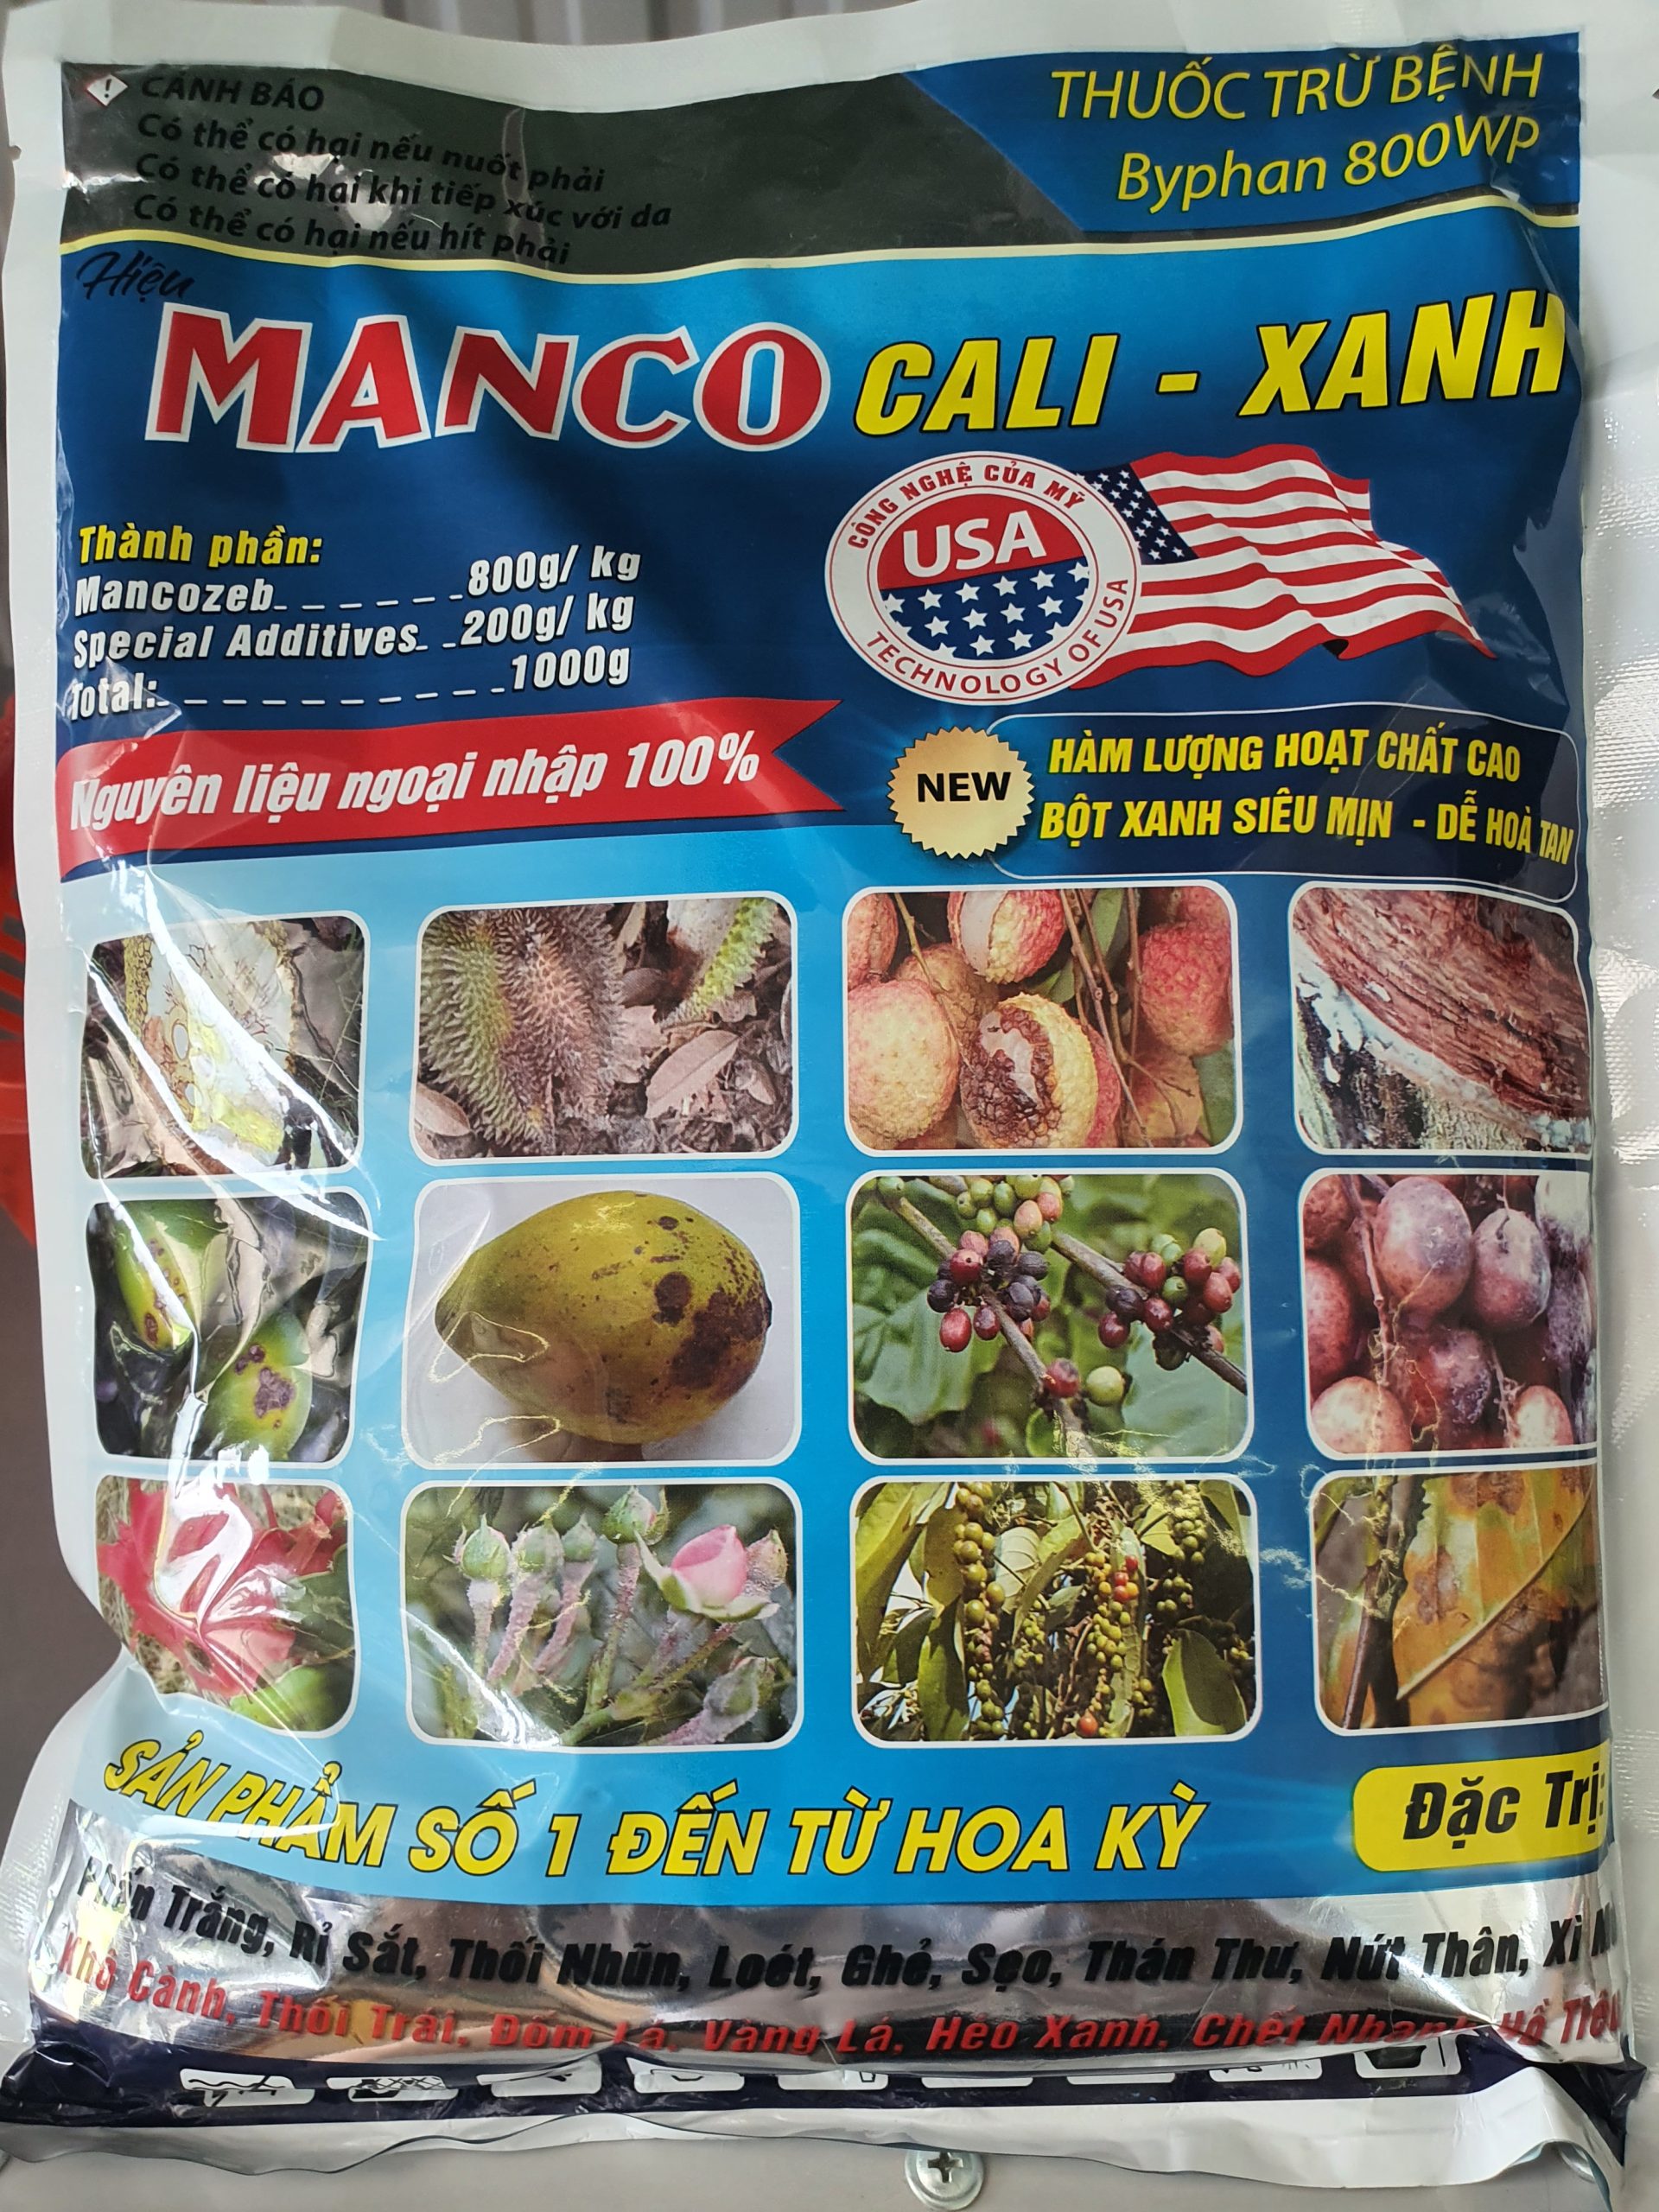 CẢNH BÁO
Có thể có hại nếu nuốt phải
Có thể có hại khi tiếp xúc với da
Có thể có hại nếu hít phải
THUỐC TRỪ BỆNH
Byphan 800WP
Hiệu
MANCO CALI - XANH
CÔNG NGHỆ CỦA MỸ
USA
TECHNOLOGY OF USA
Thành phần:
Mancozeb 800g/ kg
Special Additives 200g/ kg
Total: 1000g
Nguyên liệu ngoại nhập 100%
NEW
HÀM LƯỢNG HOẠT CHẤT CAO
BỘT XANH SIÊU MỊN - DỄ HOÀ TAN
SẢN PHẨM SỐ 1 ĐẾN TỪ HOA KỲ
Đặc Trị:
Phấn Trắng, Rỉ Sắt, Thối Nhũn, Loét, Ghẻ, Sẹo, Thán Thư, Nứt Thân, Xì
Khô Cành, Thối Trái, Đốm Lá, Vàng Lá, Héo Xanh, Chết Nhanh Hồ Tiêu